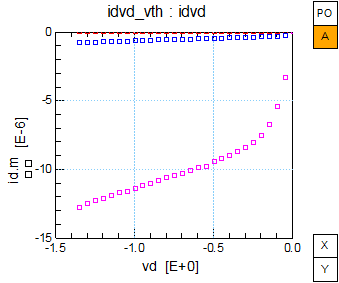 idvd_vth : idvd
PO
A
0
-5
-10
-15
id.m [E-6]
-1.5
-1.0
-0.5
0.0
vd [E+0]
X
Y